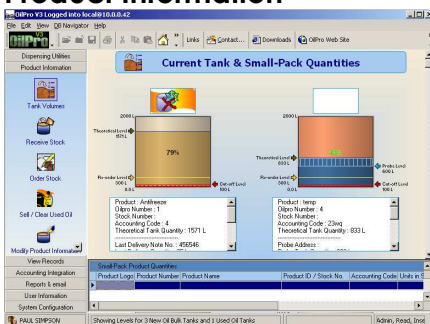 Product Information
OilPro V3 Logged into local@10.0.0.42
File Edit View DB Navigator Help
OilPro. Links Contact... Downloads OilPro Web Site
Dispensing Utilities
Product Information
Tank Volumes
Receive Stock
Order Stock
Sell / Clear Used Oil
Modify Product Information
View Records
Accounting Integration
Reports & email
User Information
System Configuration
Current Tank & Small-Pack Quantities
2000 L
Theoretical Level
1571 L
79%
Re-order Level
300 L
0.0 L
Cut-off Level
100 L
2000 L
Theoretical Level
833 L
Probe Level
600 L
Re-order Level
300 L
0.0 L
Cut-off Level
100 L
Product : Antifreeze
Oilpro Number : 1
Stock Number :
Accounting Code : 4
Theoretical Tank Quantity : 1571 L
Last Delivery Note No. : 456546
Product : temp
Oilpro Number : 4
Stock Number :
Accounting Code : 23wq
Theoretical Tank Quantity : 833 L
Probe Address :
Small-Pack Product Quantities
Product Logo Product Number Product Name Product ID / Stock No. Accounting Code Units in S
PAUL SIMPSON Showing Levels for 3 New Oil Bulk Tanks and 1 Used Oil Tanks Admin, Read, Inse